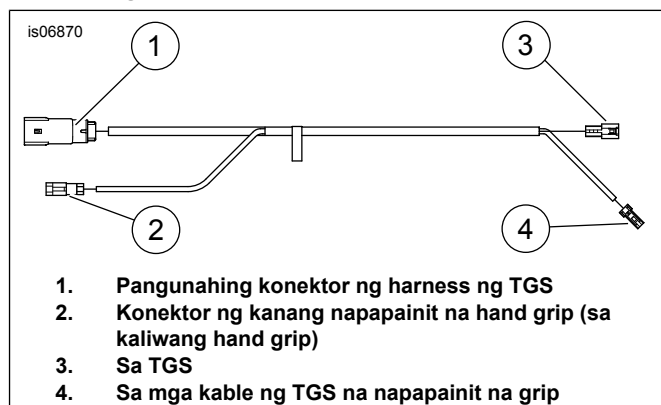 is06870
1
3
2
4
1. Pangunahing konektor ng harness ng TGS
2. Konektor ng kanang napapainit na hand grip (sa
kaliwang hand grip)
3. Sa TGS
4. Sa mga kable ng TGS na napapainit na grip